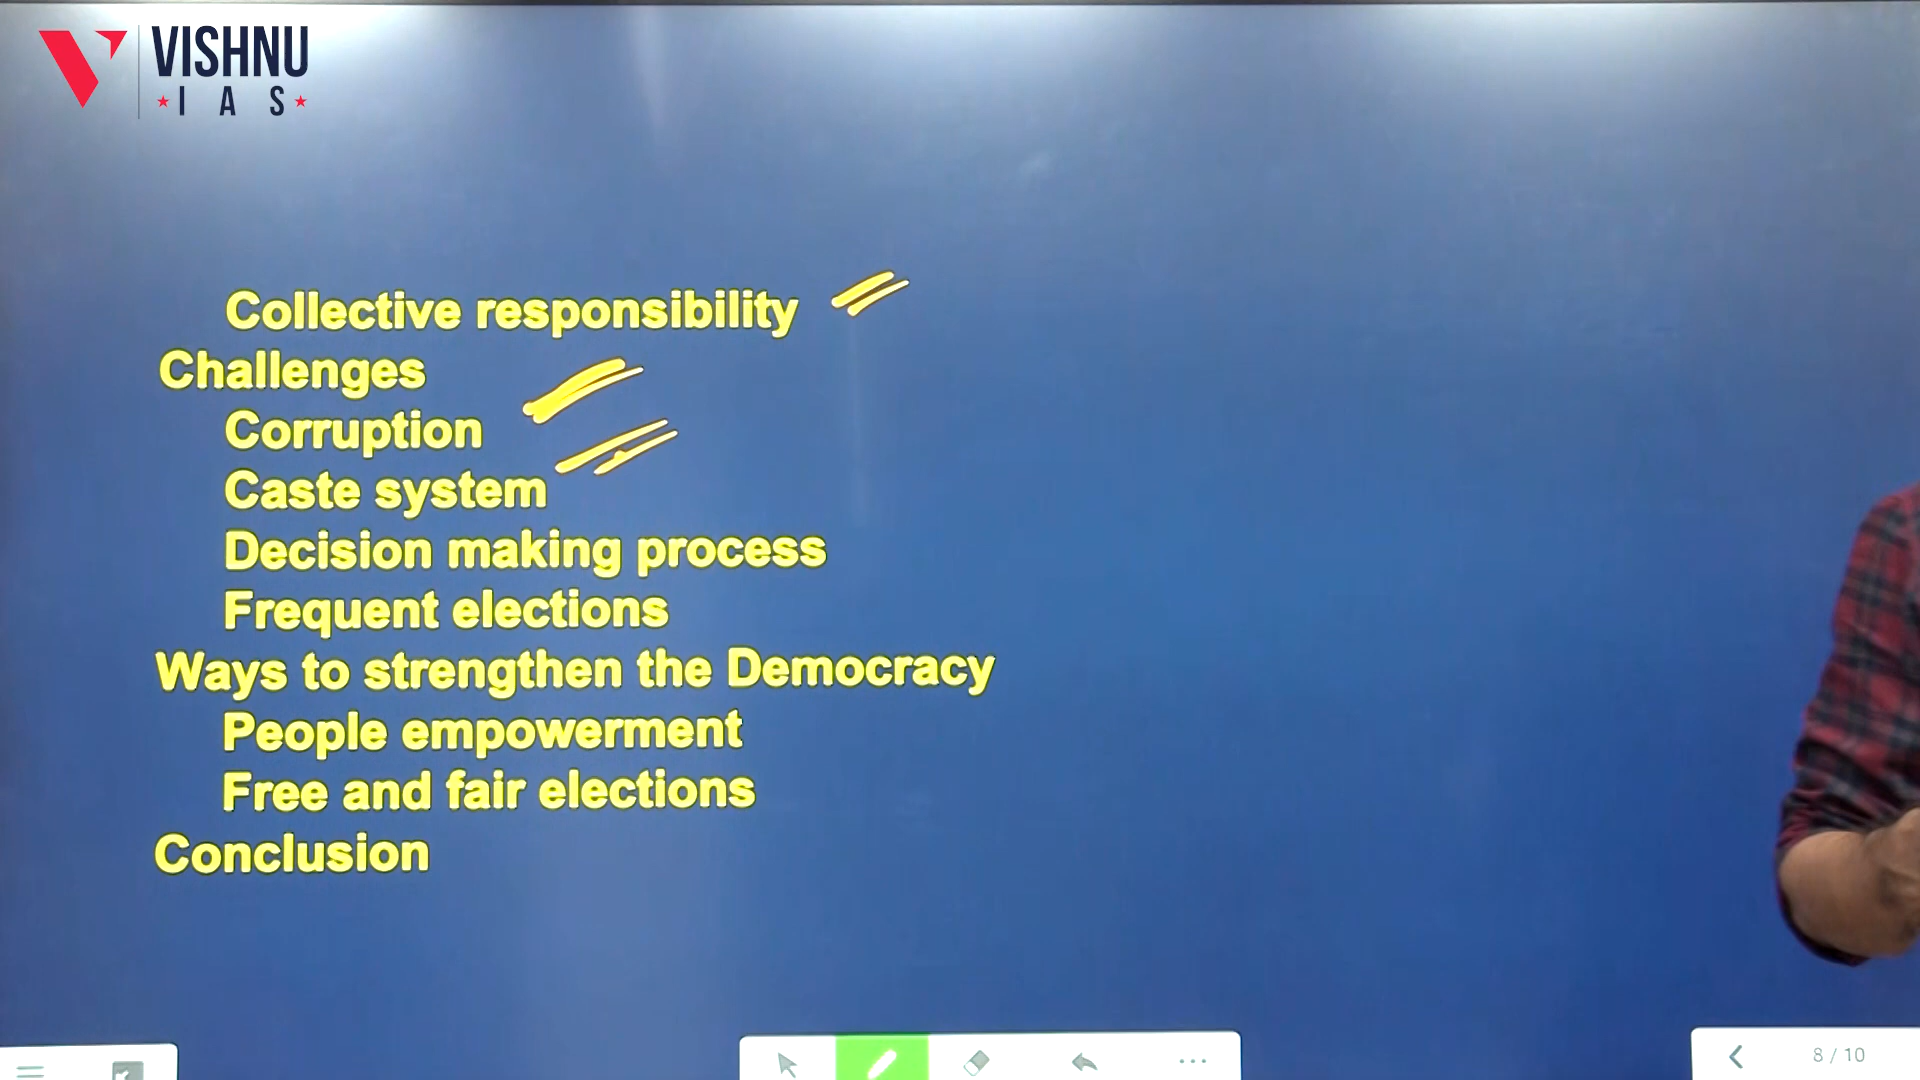 VISHNU
IAS
Collective responsibility
Challenges
Corruption
Caste system
Decision making process
Frequent elections
Ways to strengthen the Democracy
People empowerment
Free and fair elections
Conclusion
8 / 10